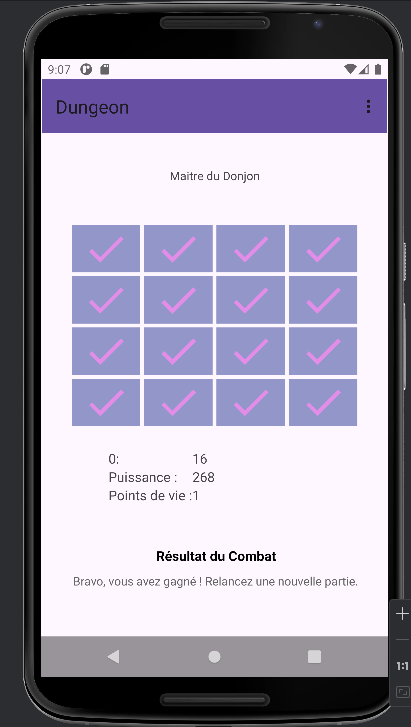 9:07
Dungeon
Maitre du Donjon
0: 16
Puissance : 268
Points de vie :1
Résultat du Combat
Bravo, vous avez gagné ! Relancez une nouvelle partie.
1:1